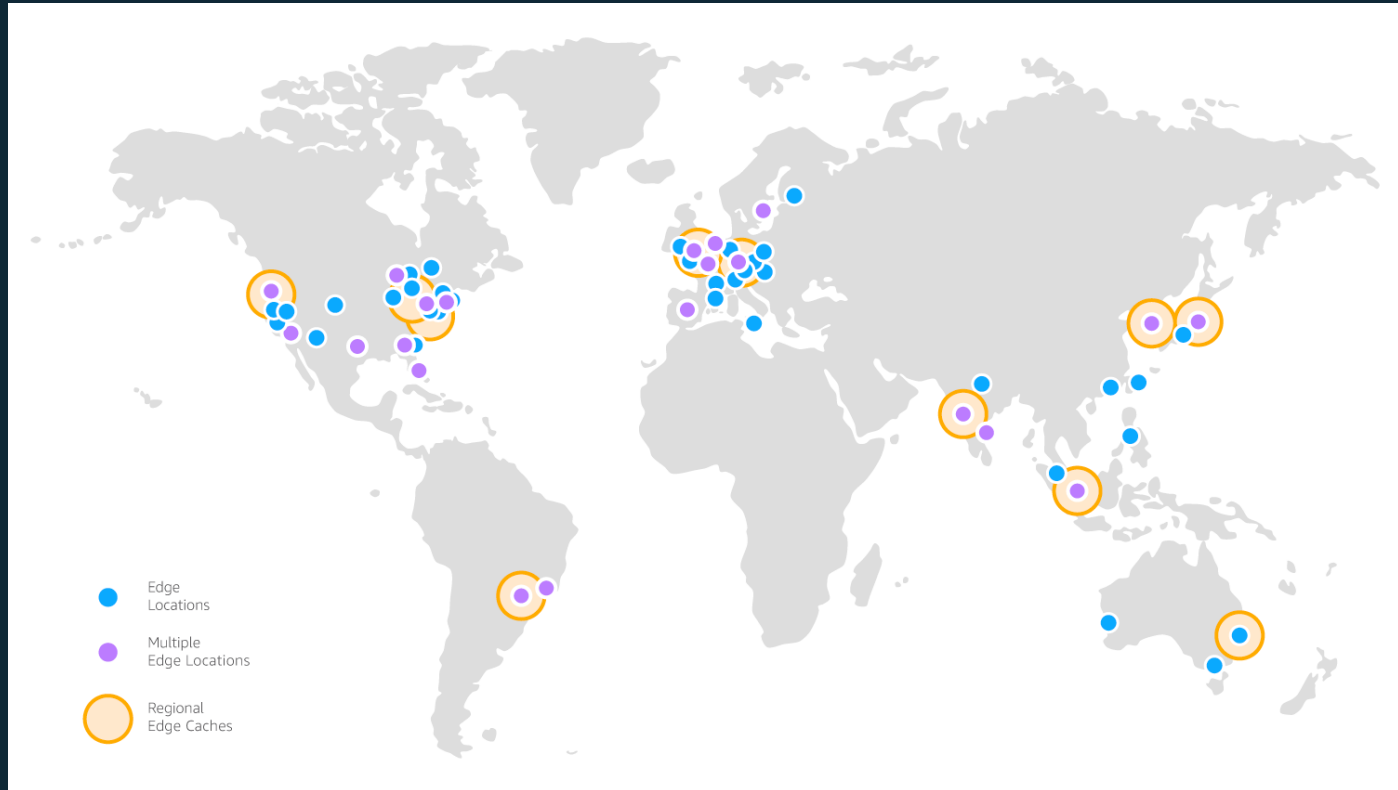 Edge
Locations
Multiple
Edge Locations
Regional
Edge Caches